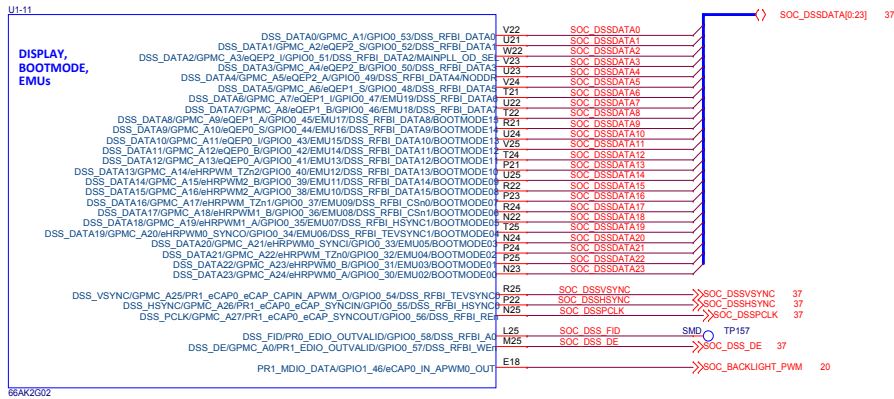 U1-11
SOC_DSSDATA[0:23] 37
DISPLAY,
BOOTMODE,
EMUs
DSS_DATA0/GPMC_A1/GPIO0_53/DSS_RFBI_DATA0 V22 SOC_DSSDATA0
DSS_DATA1/GPMC_A2/eQEP2_S/GPIO0_52/DSS_RFBI_DATA1 U21 SOC_DSSDATA1
DSS_DATA2/GPMC_A3/eQEP2_I/GPIO0_51/DSS_RFBI_DATA2/MAINPLL_OD_SEL W22 SOC_DSSDATA2
DSS_DATA3/GPMC_A4/eQEP2_B/GPIO0_50/DSS_RFBI_DATA3 V23 SOC_DSSDATA3
DSS_DATA4/GPMC_A5/eQEP2_A/GPIO0_49/DSS_RFBI_DATA4/NODDR U23 SOC_DSSDATA4
DSS_DATA5/GPMC_A6/eQEP1_S/GPIO0_48/DSS_RFBI_DATA5 V24 SOC_DSSDATA5
DSS_DATA6/GPMC_A7/eQEP1_I/GPIO0_47/EMU19/DSS_RFBI_DATA6 T21 SOC_DSSDATA6
DSS_DATA7/GPMC_A8/eQEP1_B/GPIO0_46/EMU18/DSS_RFBI_DATA7 U22 SOC_DSSDATA7
DSS_DATA8/GPMC_A9/eQEP1_A/GPIO0_45/EMU17/DSS_RFBI_DATA8/BOOTMODE15 T22 SOC_DSSDATA8
DSS_DATA9/GPMC_A10/eQEP0_S/GPIO0_44/EMU16/DSS_RFBI_DATA9/BOOTMODE14 R21 SOC_DSSDATA9
DSS_DATA10/GPMC_A11/eQEP0_I/GPIO0_43/EMU15/DSS_RFBI_DATA10/BOOTMODE13 U24 SOC_DSSDATA10
DSS_DATA11/GPMC_A12/eQEP0_B/GPIO0_42/EMU14/DSS_RFBI_DATA11/BOOTMODE12 V25 SOC_DSSDATA11
DSS_DATA12/GPMC_A13/eQEP0_A/GPIO0_41/EMU13/DSS_RFBI_DATA12/BOOTMODE11 T24 SOC_DSSDATA12
DSS_DATA13/GPMC_A14/eHRPWM_TZn2/GPIO0_40/EMU12/DSS_RFBI_DATA13/BOOTMODE10 P21 SOC_DSSDATA13
DSS_DATA14/GPMC_A15/eHRPWM2_B/GPIO0_39/EMU11/DSS_RFBI_DATA14/BOOTMODE09 U25 SOC_DSSDATA14
DSS_DATA15/GPMC_A16/eHRPWM2_A/GPIO0_38/EMU10/DSS_RFBI_DATA15/BOOTMODE08 R22 SOC_DSSDATA15
DSS_DATA16/GPMC_A17/eHRPWM_TZn1/GPIO0_37/EMU09/DSS_RFBI_CSn0/BOOTMODE07 P23 SOC_DSSDATA16
DSS_DATA17/GPMC_A18/eHRPWM1_B/GPIO0_36/EMU08/DSS_RFBI_CSn1/BOOTMODE06 R24 SOC_DSSDATA17
DSS_DATA18/GPMC_A19/eHRPWM1_A/GPIO0_35/EMU07/DSS_RFBI_HSYNC1/BOOTMODE05 N22 SOC_DSSDATA18
DSS_DATA19/GPMC_A20/eHRPWM0_SYNCO/GPIO0_34/EMU06/DSS_RFBI_TEVSYNC1/BOOTMODE04 T25 SOC_DSSDATA19
DSS_DATA20/GPMC_A21/eHRPWM0_SYNCI/GPIO0_33/EMU05/BOOTMODE03 N24 SOC_DSSDATA20
DSS_DATA21/GPMC_A22/eHRPWM_TZn0/GPIO0_32/EMU04/BOOTMODE02 P24 SOC_DSSDATA21
DSS_DATA22/GPMC_A23/eHRPWM0_B/GPIO0_31/EMU03/BOOTMODE01 P25 SOC_DSSDATA22
DSS_DATA23/GPMC_A24/eHRPWM0_A/GPIO0_30/EMU02/BOOTMODE00 N23 SOC_DSSDATA23
DSS_VSYNC/GPMC_A25/PR1_eCAP0_eCAP_CAPIN_APWM_O/GPIO0_54/DSS_RFBI_TEVSYNC0 R25 SOC_DSSVSYNC SOC_DSSVSYNC 37
DSS_HSYNC/GPMC_A26/PR1_eCAP0_eCAP_SYNCIN/GPIO0_55/DSS_RFBI_HSYNC0 P22 SOC_DSSHSYNC SOC_DSSHSYNC 37
DSS_PCLK/GPMC_A27/PR1_eCAP0_eCAP_SYNCOUT/GPIO0_56/DSS_RFBI_REn N25 SOC_DSSPCLK SOC_DSSPCLK 37
DSS_FID/PR0_EDIO_OUTVALID/GPIO0_58/DSS_RFBI_A0 L25 SOC_DSS_FID SMD TP157
DSS_DE/GPMC_A0/PR1_EDIO_OUTVALID/GPIO0_57/DSS_RFBI_WEn M25 SOC_DSS_DE SOC_DSS_DE 37
PR1_MDIO_DATA/GPIO1_46/eCAP0_IN_APWM0_OUT E18 SOC_BACKLIGHT_PWM 20
66AK2G02